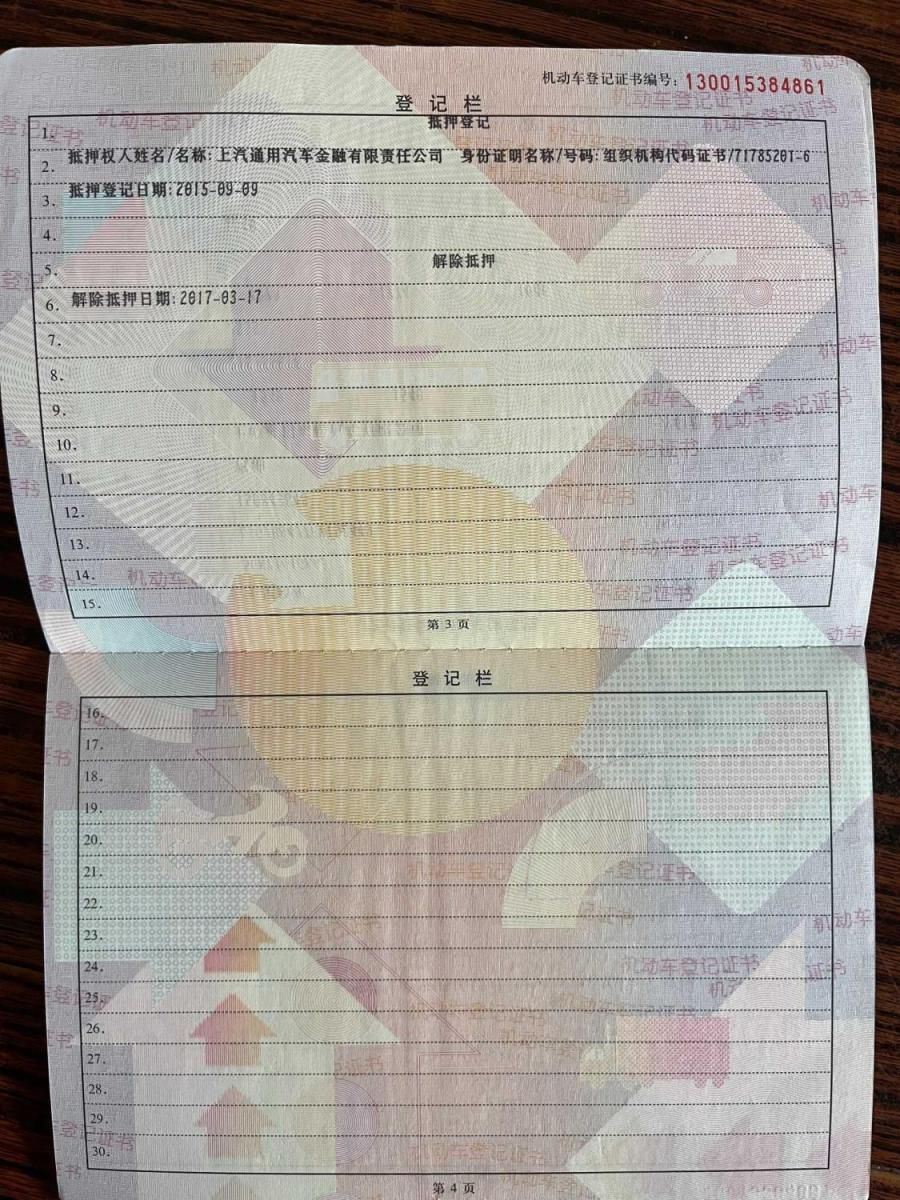 机动车登记证书编号：130015384861
登记栏
1. 抵押登记
2. 抵押权人姓名/名称:上汽通用汽车金融有限责任公司 身份证明名称/号码:组织机构代码证书/71785201-6
3. 抵押登记日期:2015-09-09
4.
5. 解除抵押
6. 解除抵押日期:2017-03-17
7.
8.
9.
10.
11.
12.
13.
14.
15.
第 3 页
登记栏
16.
17.
18.
19.
20.
21.
22.
23.
24.
25.
26.
27.
28.
29.
30.
第 4 页